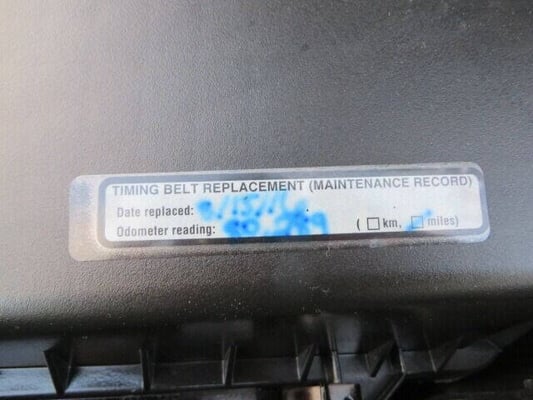 TIMING BELT REPLACEMENT (MAINTENANCE RECORD)
Date replaced:
Odometer reading: ( km, miles)